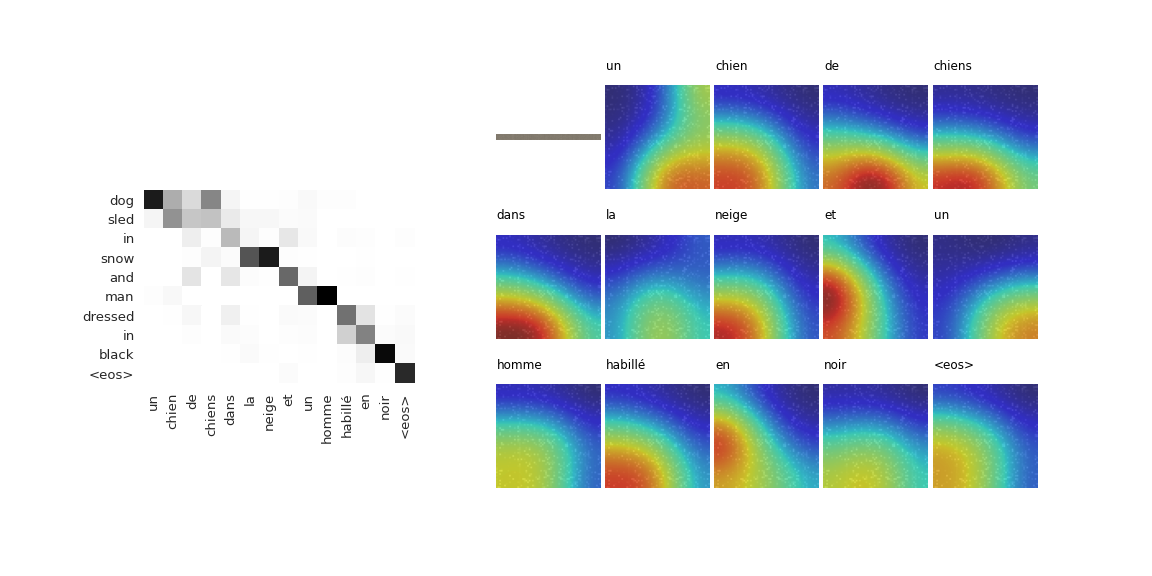 dog
sled
in
snow
and
man
dressed
in
black
<eos>
un chien de chiens dans la neige et un homme habillé en noir <eos>
un chien de chiens
dans la neige et un
homme habillé en noir <eos>